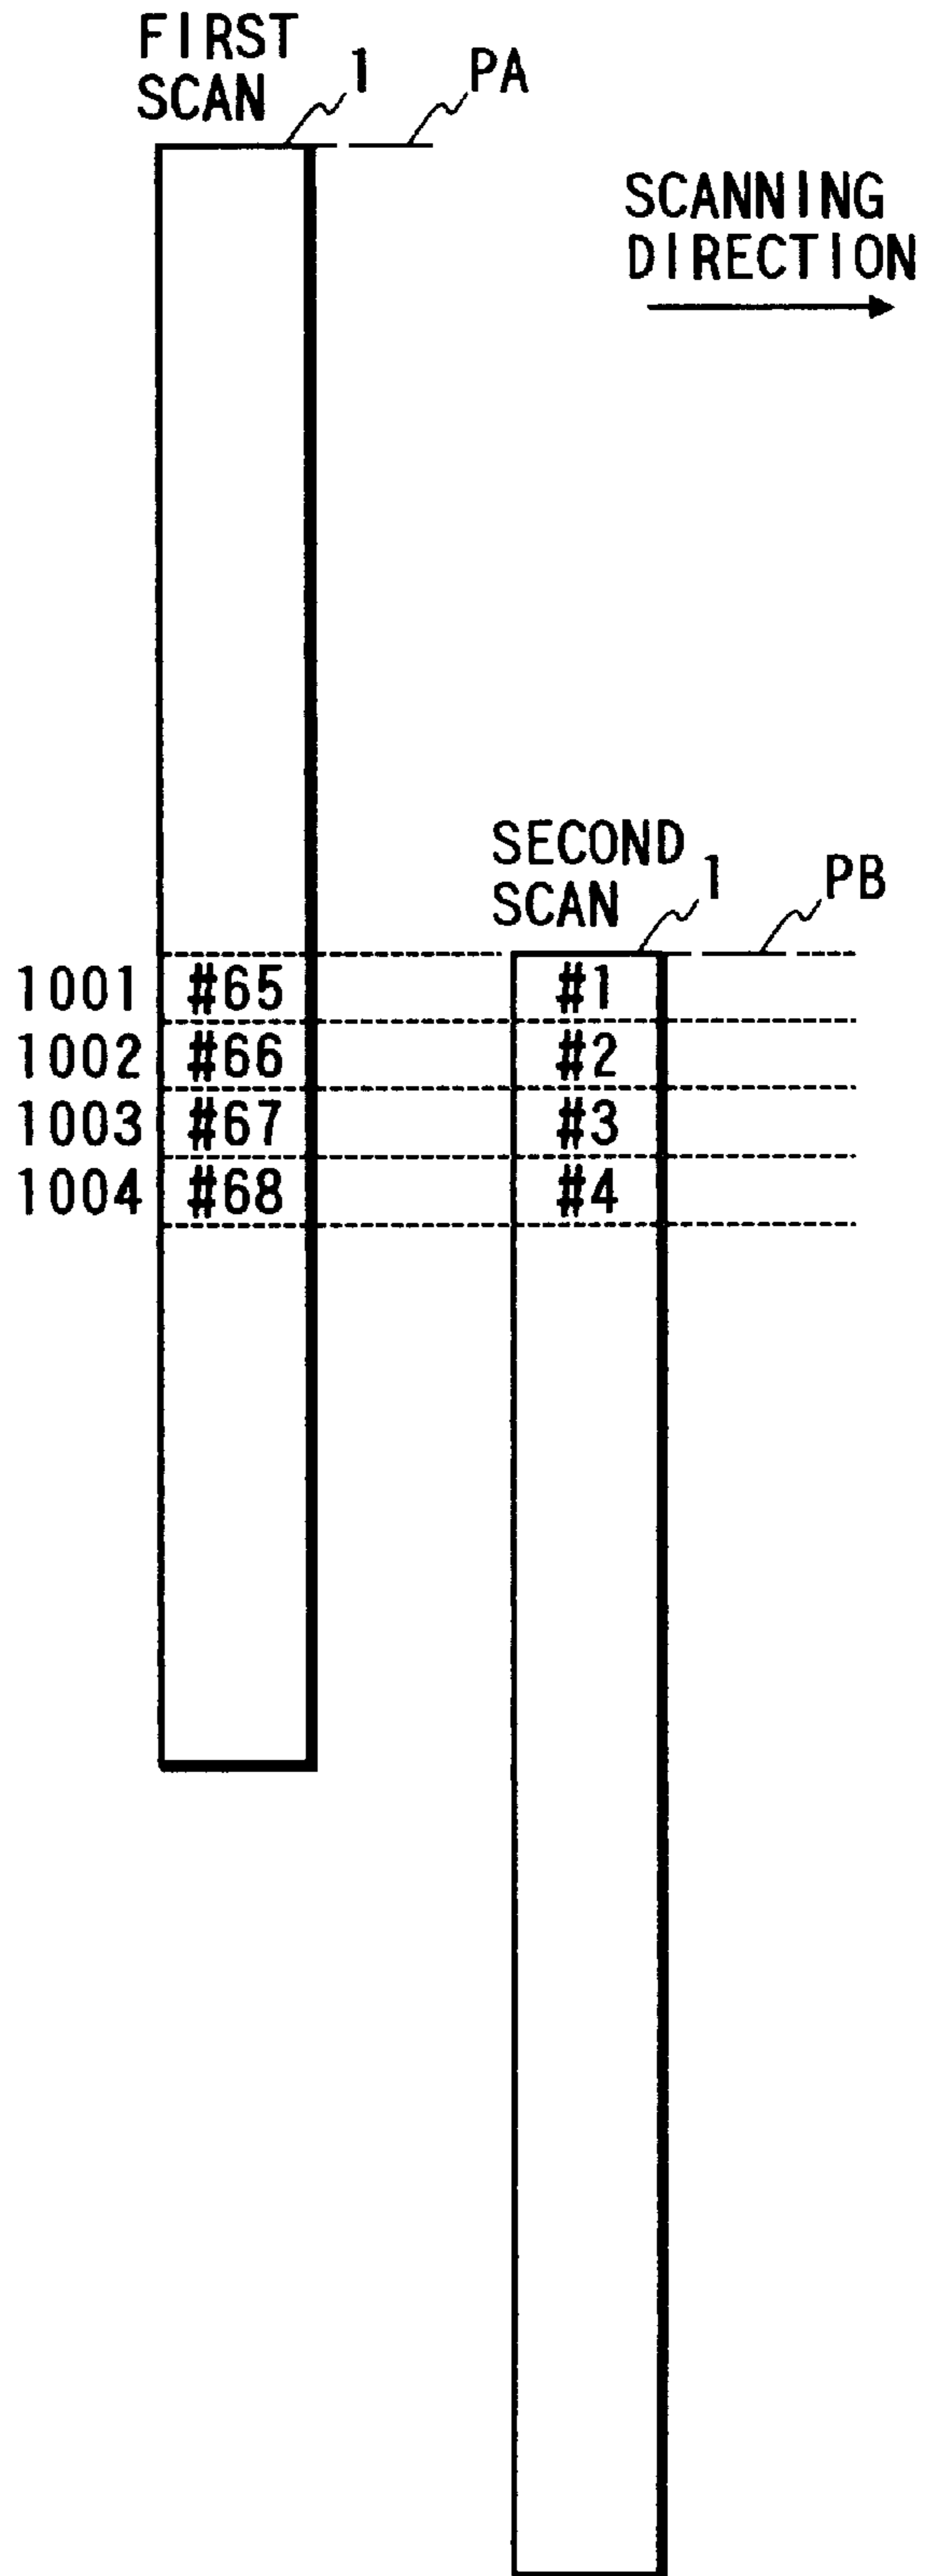 FIRST
SCAN
1
PA
SCANNING
DIRECTION
SECOND
SCAN
1
PB
1001 #65 #1
1002 #66 #2
1003 #67 #3
1004 #68 #4